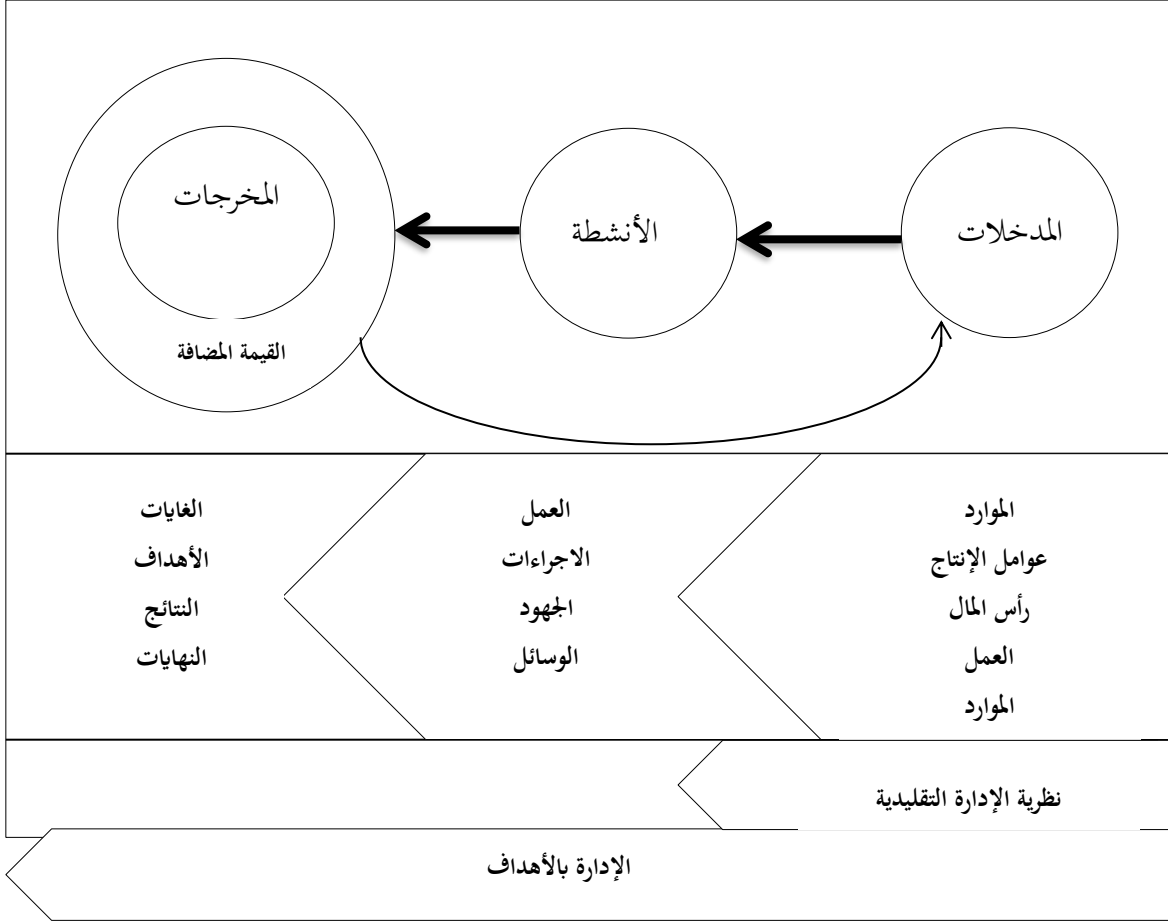 المدخلات
الأنشطة
المخرجات
القيمة المضافة
الموارد
عوامل الإنتاج
رأس المال
العمل
الموارد
العمل
الاجراءات
الجهود
الوسائل
الغايات
الأهداف
النتائج
النهايات
نظرية الإدارة التقليدية
الإدارة بالأهداف